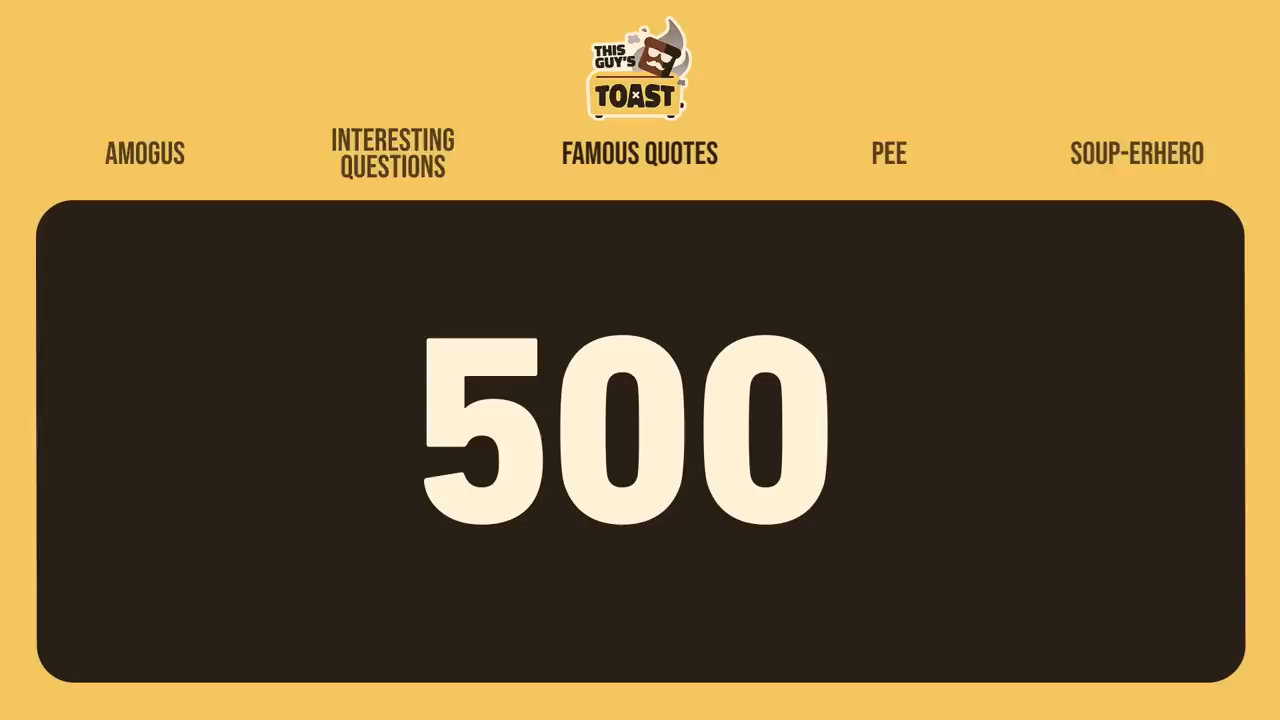 THIS
GUY'S
TOAST
AMOGUS
INTERESTING
QUESTIONS
FAMOUS QUOTES
PEE
SOUP-ERHERO
500